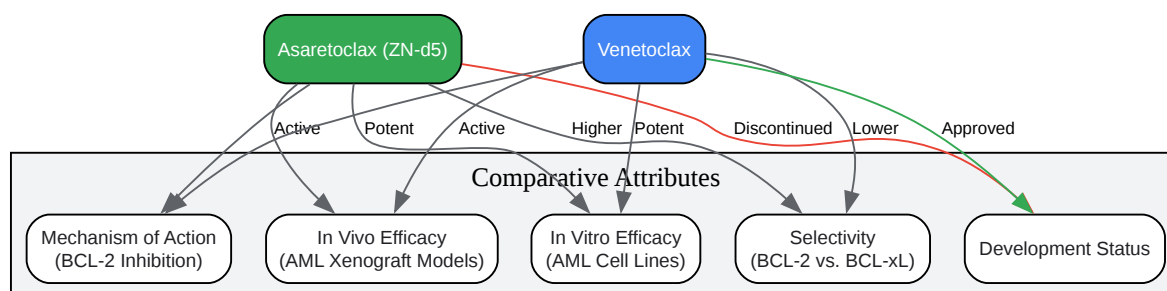 Asaretoclax (ZN-d5)
Venetoclax
Active
Potent
Active
Higher
Potent
Discontinued
Lower
Approved
Comparative Attributes
Mechanism of Action
(BCL-2 Inhibition)
In Vivo Efficacy
(AML Xenograft Models)
In Vitro Efficacy
(AML Cell Lines)
Selectivity
(BCL-2 vs. BCL-xL)
Development Status